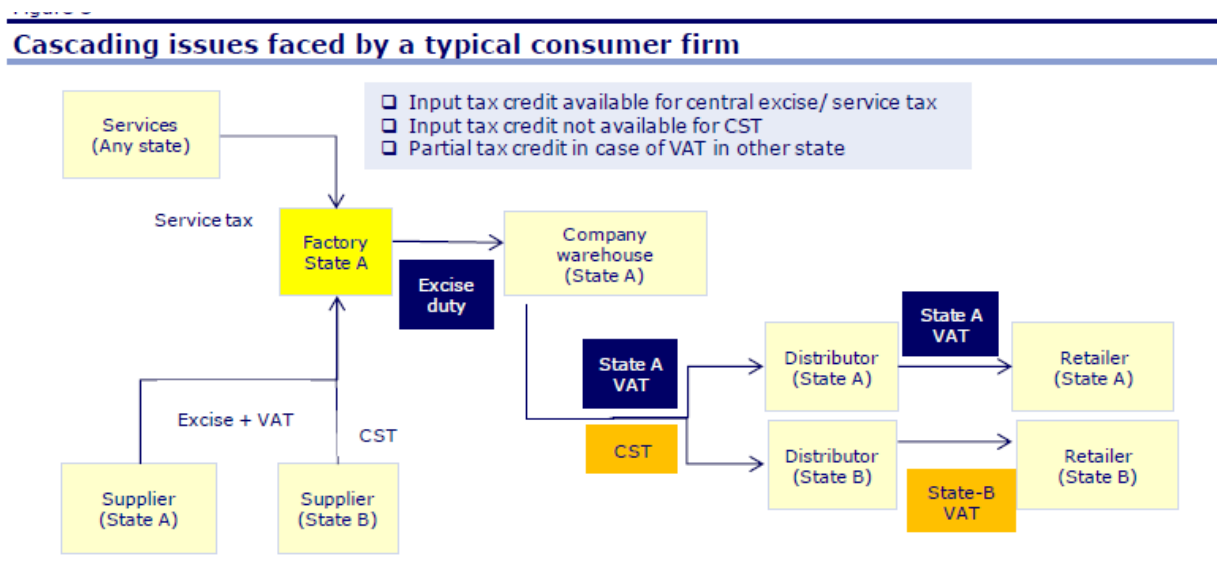 Cascading issues faced by a typical consumer firm
❑ Input tax credit available for central excise/ service tax
❑ Input tax credit not available for CST
❑ Partial tax credit in case of VAT in other state
Services
(Any state)
Service tax
Factory
State A
Company
warehouse
(State A)
Excise
duty
State A
VAT
State A
VAT
Distributor
(State A)
Retailer
(State A)
Excise + VAT
CST
CST
Distributor
(State B)
Retailer
(State B)
State-B
VAT
Supplier
(State A)
Supplier
(State B)